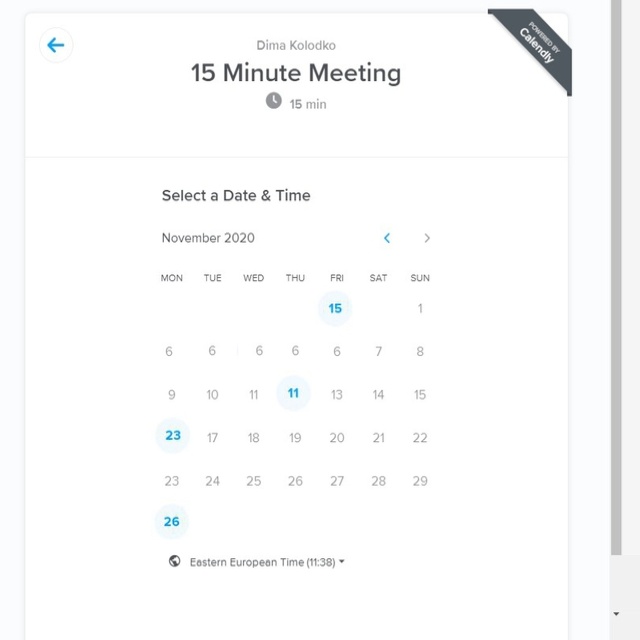 Dima Kolodko
15 Minute Meeting
15 min
POWERED BY
Calendly
Select a Date & Time
November 2020
MON TUE WED THU FRI SAT SUN
15 1
6 6 6 6 6 7 8
9 10 11 11 13 14 15
23 17 18 19 20 21 22
23 24 25 26 27 28 29
26
Eastern European Time (11:38)